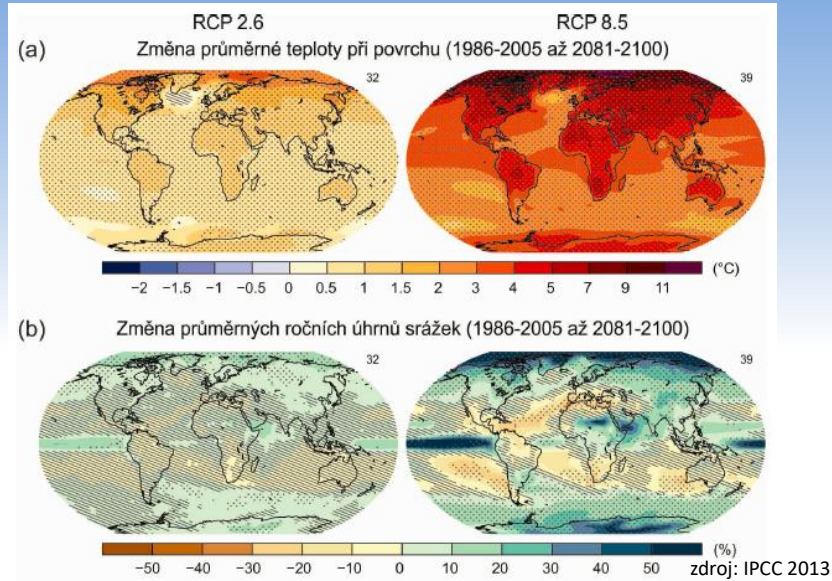 RCP 2.6 RCP 8.5
(a) Změna průměrné teploty při povrchu (1986-2005 až 2081-2100)
32 39
−2 −1.5 −1 −0.5 0 0.5 1 1.5 2 3 4 5 7 9 11 (°C)
(b) Změna průměrných ročních úhrnů srážek (1986-2005 až 2081-2100)
32 39
−50 −40 −30 −20 −10 0 10 20 30 40 50 (%)
zdroj: IPCC 2013